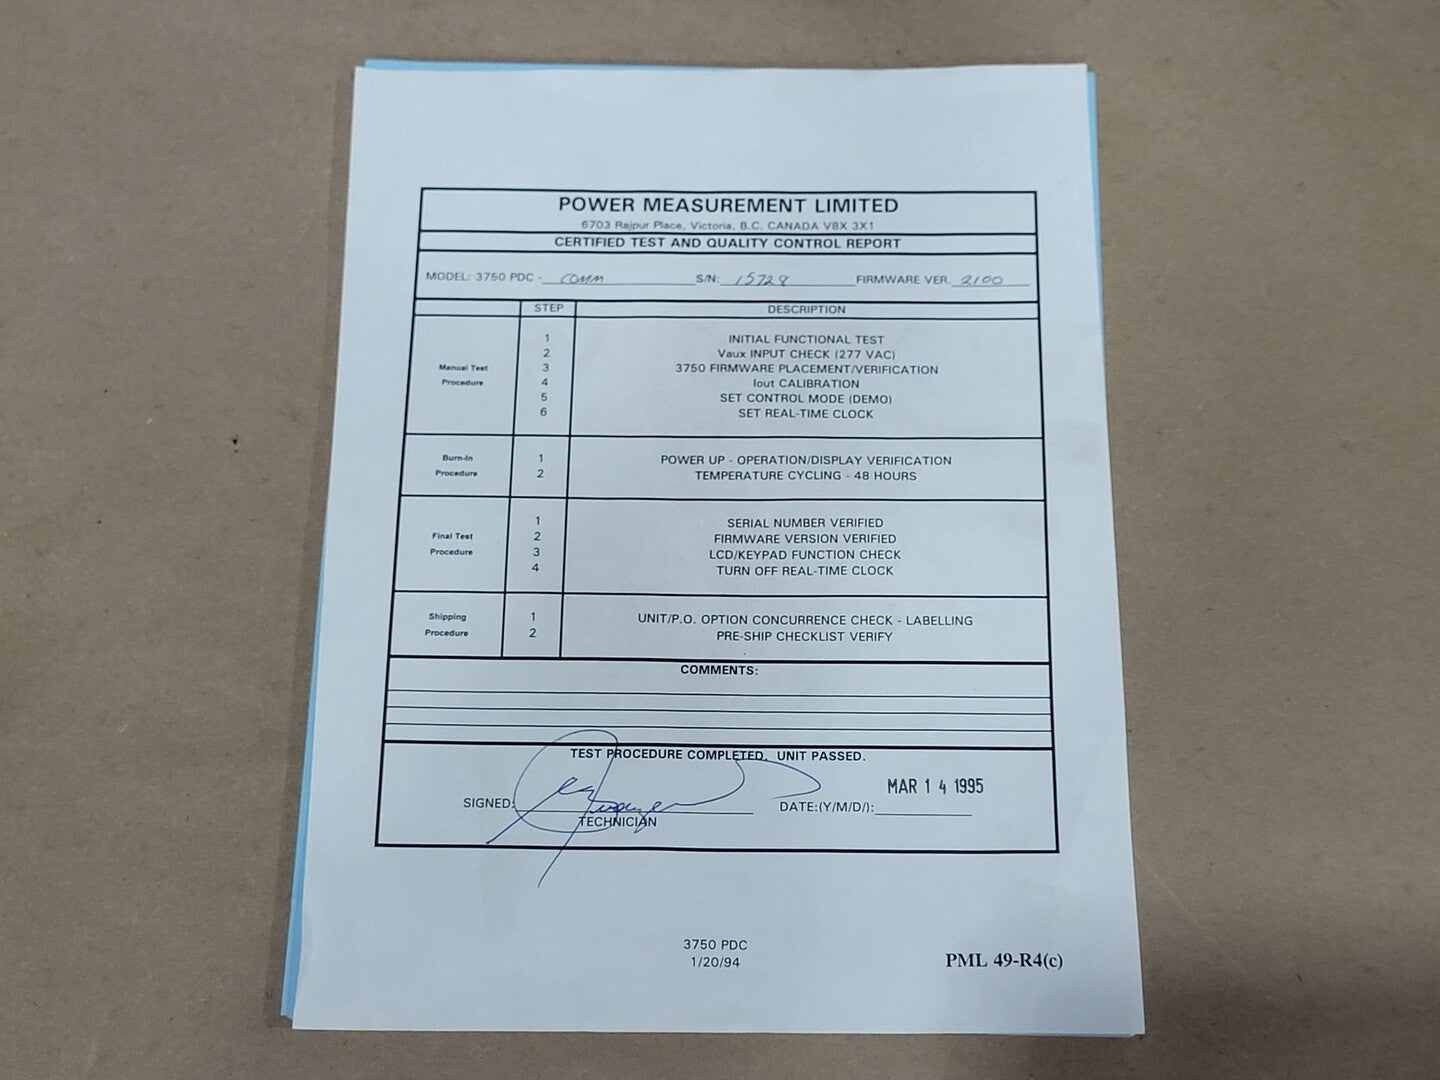 POWER MEASUREMENT LIMITED
6703 Rajpur Place, Victoria, B.C. CANADA V8X 3X1
CERTIFIED TEST AND QUALITY CONTROL REPORT
MODEL: 3750 PDC - COMM S/N: 15728 FIRMWARE VER. 2100
STEP DESCRIPTION
Manual Test
Procedure
1 INITIAL FUNCTIONAL TEST
2 Vaux INPUT CHECK (277 VAC)
3 3750 FIRMWARE PLACEMENT/VERIFICATION
4 Iout CALIBRATION
5 SET CONTROL MODE (DEMO)
6 SET REAL-TIME CLOCK
Burn-In
Procedure
1 POWER UP - OPERATION/DISPLAY VERIFICATION
2 TEMPERATURE CYCLING - 48 HOURS
Final Test
Procedure
1 SERIAL NUMBER VERIFIED
2 FIRMWARE VERSION VERIFIED
3 LCD/KEYPAD FUNCTION CHECK
4 TURN OFF REAL-TIME CLOCK
Shipping
Procedure
1 UNIT/P.O. OPTION CONCURRENCE CHECK - LABELLING
2 PRE-SHIP CHECKLIST VERIFY
COMMENTS:
TEST PROCEDURE COMPLETED. UNIT PASSED.
MAR 14 1995
SIGNED: DATE:(Y/M/D/):
TECHNICIAN
3750 PDC
1/20/94
PML 49-R4(c)